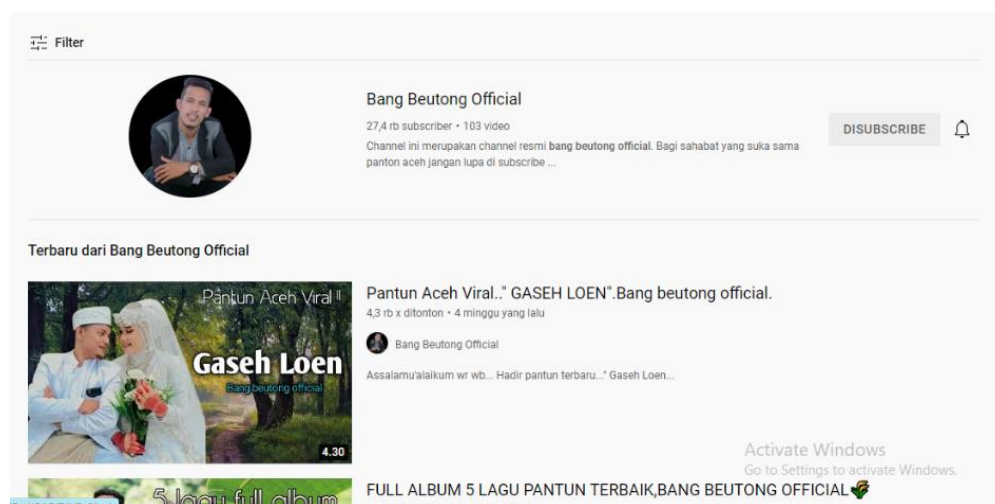 Filter
Bang Beutong Official
27,4 rb subscriber • 103 video
Channel ini merupakan channel resmi bang beutong official. Bagi sahabat yang suka sama
panton aceh jangan lupa di subscribe ...
DISUBSCRIBE
Terbaru dari Bang Beutong Official
Pantun Aceh Viral !!
Gaseh Loen
Bang beutong official
4.30
Pantun Aceh Viral.." GASEH LOEN".Bang beutong official.
4,3 rb x ditonton • 4 minggu yang lalu
Bang Beutong Official
Assalamu'alaikum wr wb... Hadir pantun terbaru..." Gaseh Loen...
Activate Windows
Go to Settings to activate Windows.
5 lagu full album
FULL ALBUM 5 LAGU PANTUN TERBAIK,BANG BEUTONG OFFICIAL🌾